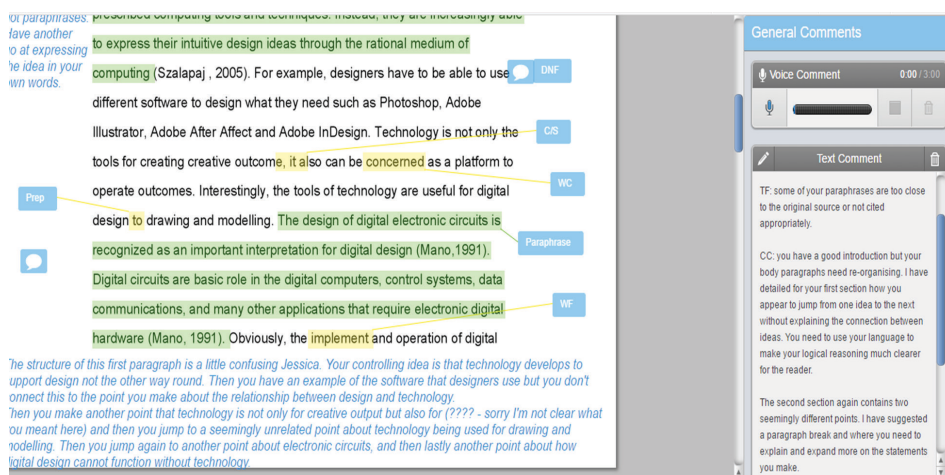 not paraphrases.
Have another
go at expressing
the idea in your
own words.
prescribed computing tools and techniques. Instead, they are increasingly able
to express their intuitive design ideas through the rational medium of
computing (Szalapaj , 2005). For example, designers have to be able to use
DNF
different software to design what they need such as Photoshop, Adobe
Illustrator, Adobe After Affect and Adobe InDesign. Technology is not only the
C/S
tools for creating creative outcome, it also can be concerned as a platform to
WC
operate outcomes. Interestingly, the tools of technology are useful for digital
Prep
design to drawing and modelling. The design of digital electronic circuits is
Paraphrase
recognized as an important interpretation for digital design (Mano,1991).
Digital circuits are basic role in the digital computers, control systems, data
communications, and many other applications that require electronic digital
WF
hardware (Mano, 1991). Obviously, the implement and operation of digital
The structure of this first paragraph is a little confusing Jessica. Your controlling idea is that technology develops to
support design not the other way round. Then you have an example of the software that designers use but you don't
connect this to the point you make about the relationship between design and technology.
Then you make another point that technology is not only for creative output but also for (???? - sorry I'm not clear what
you meant here) and then you jump to a seemingly unrelated point about technology being used for drawing and
modelling. Then you jump again to another point about electronic circuits, and then lastly another point about how
digital design cannot function without technology.
General Comments
Voice Comment 0:00 / 3:00
Text Comment
TF: some of your paraphrases are too close
to the original source or not cited
appropriately.
CC: you have a good introduction but your
body paragraphs need re-organising. I have
detailed for your first section how you
appear to jump from one idea to the next
without explaining the connection between
ideas. You need to use your language to
make your logical reasoning much clearer
for the reader.
The second section again contains two
seemingly different points. I have suggested
a paragraph break and where you need to
explain and expand more on the statements
you make.